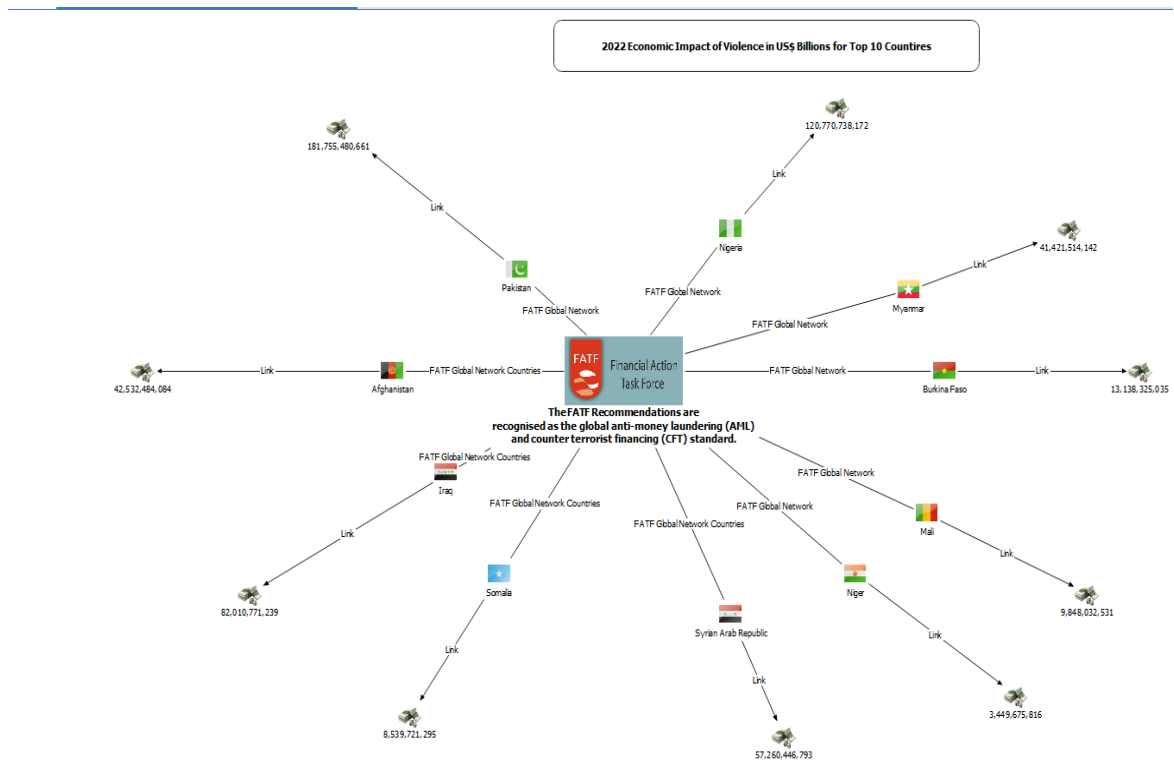 2022 Economic Impact of Violence in US$ Billions for Top 10 Countires
120,770,738,172
181,755,480,661
Link
Link
Nigeria
41,421,514,142
Link
Pakistan
Myanmar
FATF Global Network
FATF Global Network
FATF Global Network
FATF
Financial Action
Task Force
42,532,484,084
Link
Afghanistan
FATF Global Network Countries
FATF Global Network
Burkina Faso
Link
13,138,325,035
The FATF Recommendations are
recognised as the global anti-money laundering (AML)
and counter terrorist financing (CFT) standard.
FATF Global Network Countries
Iraq
FATF Global Network
FATF Global Network Countries
FATF Global Network
FATF Global Network Countries
Link
Mali
Link
Somalia
Niger
82,010,771,239
9,848,032,531
Syrian Arab Republic
Link
Link
Link
8,539,721,295
3,449,675,816
57,260,446,793